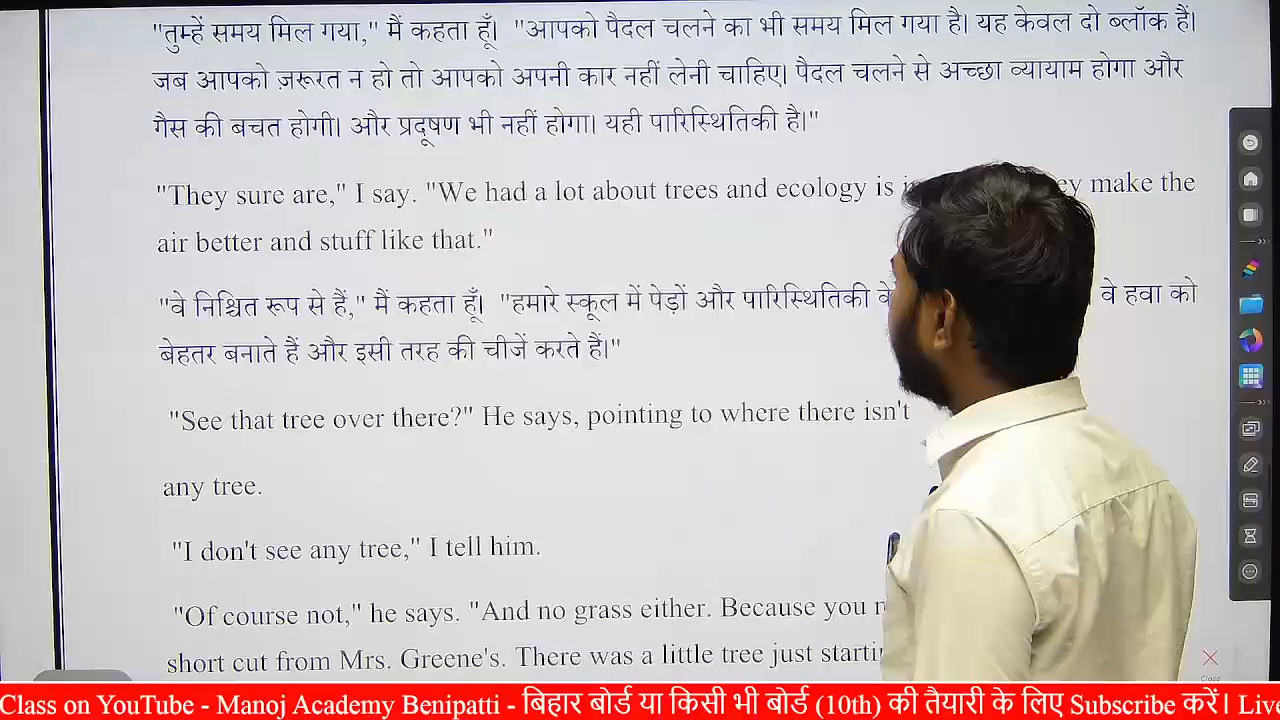 "तुम्हें समय मिल गया," मैं कहता हूँ। "आपको पैदल चलने का भी समय मिल गया है। यह केवल दो ब्लॉक हैं।
जब आपको ज़रूरत न हो तो आपको अपनी कार नहीं लेनी चाहिए। पैदल चलने से अच्छा व्यायाम होगा और
गैस की बचत होगी। और प्रदूषण भी नहीं होगा। यही पारिस्थितिकी है।"
"They sure are," I say. "We had a lot about trees and ecology is make the
air better and stuff like that."
"वे निश्चित रूप से हैं," मैं कहता हूँ। "हमारे स्कूल में पेड़ों और पारिस्थितिकी वे हवा को
बेहतर बनाते हैं और इसी तरह की चीजें करते हैं।"
"See that tree over there?" He says, pointing to where there isn't
any tree.
"I don't see any tree," I tell him.
"Of course not," he says. "And no grass either. Because you
short cut from Mrs. Greene's. There was a little tree just
Close
Class on YouTube - Manoj Academy Benipatti - बिहार बोर्ड या किसी भी बोर्ड (10th) की तैयारी के लिए Subscribe करें। Live